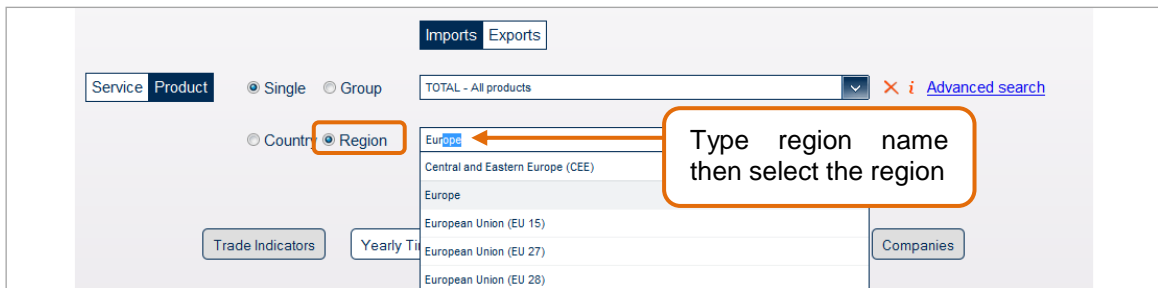 Imports Exports
Service Product Single Group TOTAL - All products X i Advanced search
Country Region Europe
Type region name
then select the region
Central and Eastern Europe (CEE)
Europe
European Union (EU 15)
Trade Indicators Yearly Ti Companies
European Union (EU 27)
European Union (EU 28)